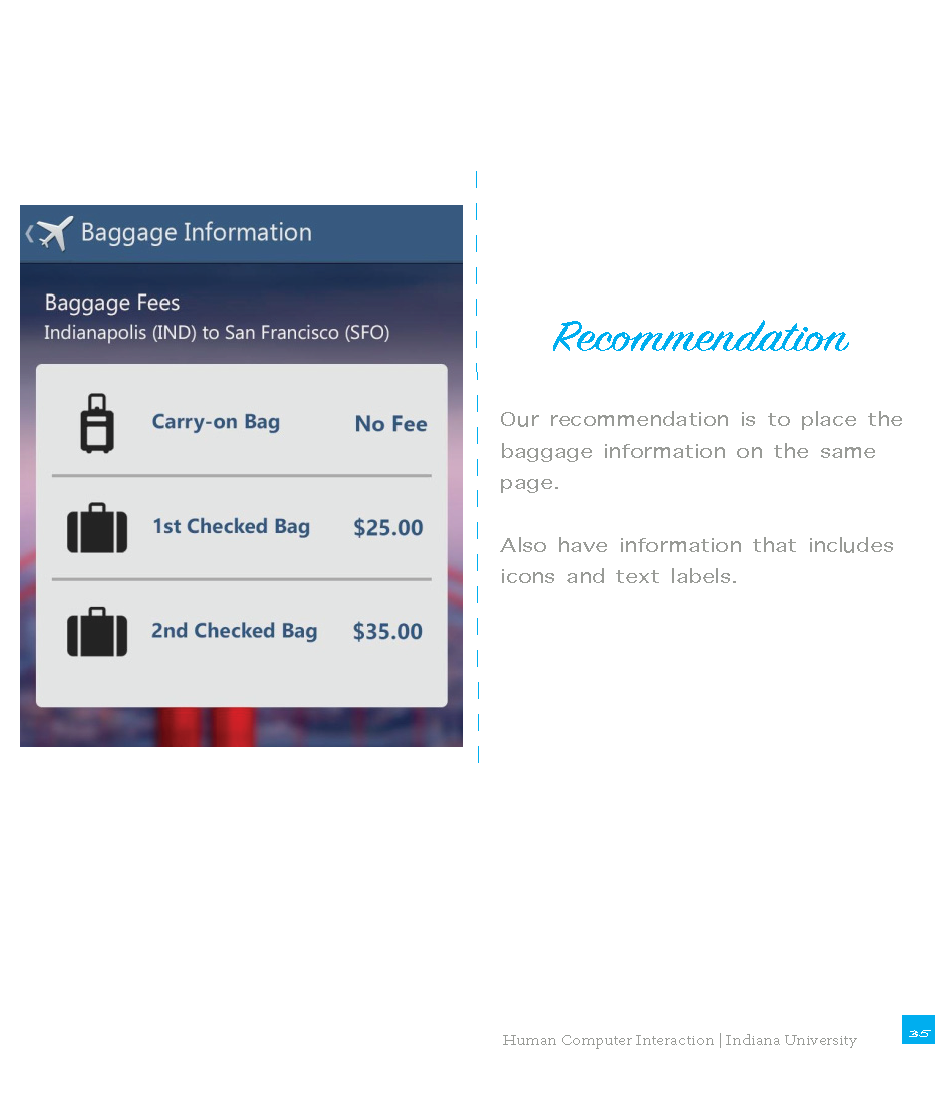 Baggage Information
Baggage Fees
Indianapolis (IND) to San Francisco (SFO)
Carry-on Bag No Fee
1st Checked Bag $25.00
2nd Checked Bag $35.00
Recommendation
Our recommendation is to place the
baggage information on the same
page.
Also have information that includes
icons and text labels.
Human Computer Interaction | Indiana University
35